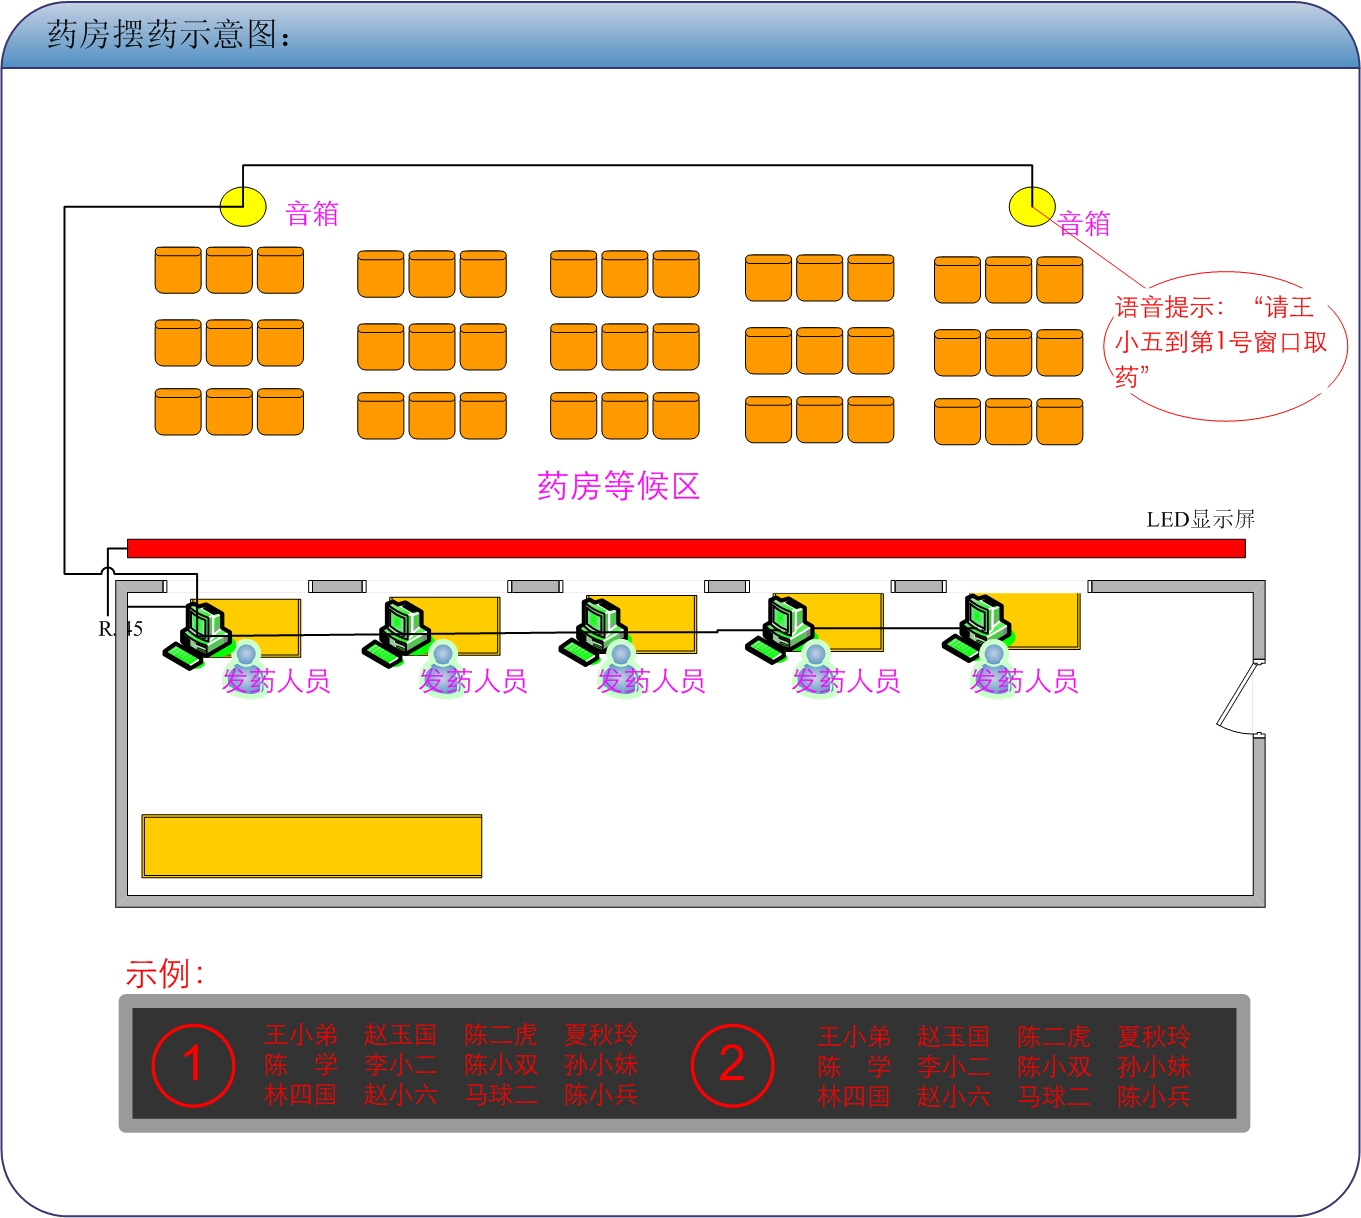 药房摆药示意图：
音箱
音箱
语音提示： “请王
小五到第1号窗口取
药”
药房等候区
LED显示屏
RJ45
发药人员 发药人员 发药人员 发药人员 发药人员
示例：
1 王小弟 赵玉国 陈二虎 夏秋玲
陈 学 李小二 陈小双 孙小妹
林四国 赵小六 马球二 陈小兵
2 王小弟 赵玉国 陈二虎 夏秋玲
陈 学 李小二 陈小双 孙小妹
林四国 赵小六 马球二 陈小兵